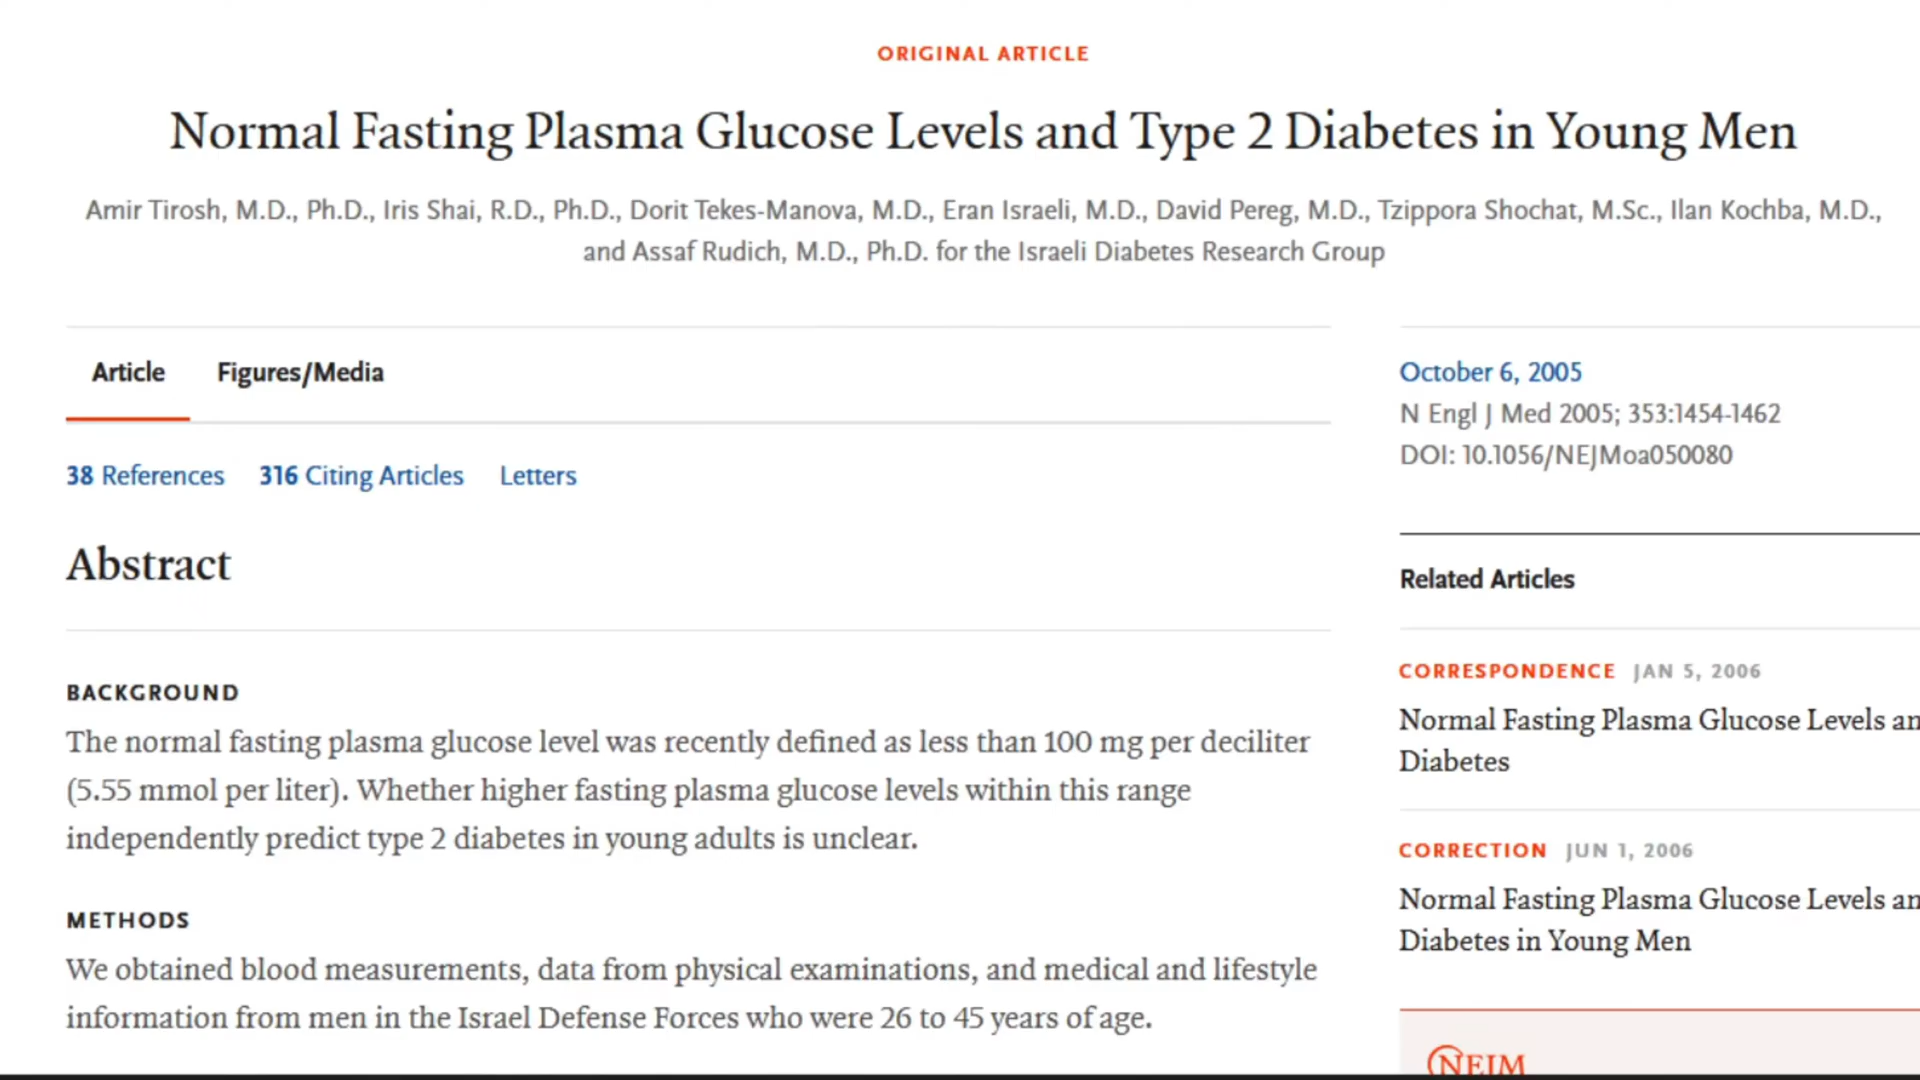 ORIGINAL ARTICLE
Normal Fasting Plasma Glucose Levels and Type 2 Diabetes in Young Men
Amir Tirosh, M.D., Ph.D., Iris Shai, R.D., Ph.D., Dorit Tekes-Manova, M.D., Eran Israeli, M.D., David Pereg, M.D., Tzippora Shochat, M.Sc., Ilan Kochba, M.D.,
and Assaf Rudich, M.D., Ph.D. for the Israeli Diabetes Research Group
Article Figures/Media
38 References 316 Citing Articles Letters
Abstract
BACKGROUND
The normal fasting plasma glucose level was recently defined as less than 100 mg per deciliter
(5.55 mmol per liter). Whether higher fasting plasma glucose levels within this range
independently predict type 2 diabetes in young adults is unclear.
METHODS
We obtained blood measurements, data from physical examinations, and medical and lifestyle
information from men in the Israel Defense Forces who were 26 to 45 years of age.
October 6, 2005
N Engl J Med 2005; 353:1454-1462
DOI: 10.1056/NEJMoa050080
Related Articles
CORRESPONDENCE JAN 5, 2006
Normal Fasting Plasma Glucose Levels an
Diabetes
CORRECTION JUN 1, 2006
Normal Fasting Plasma Glucose Levels an
Diabetes in Young Men
NEJM